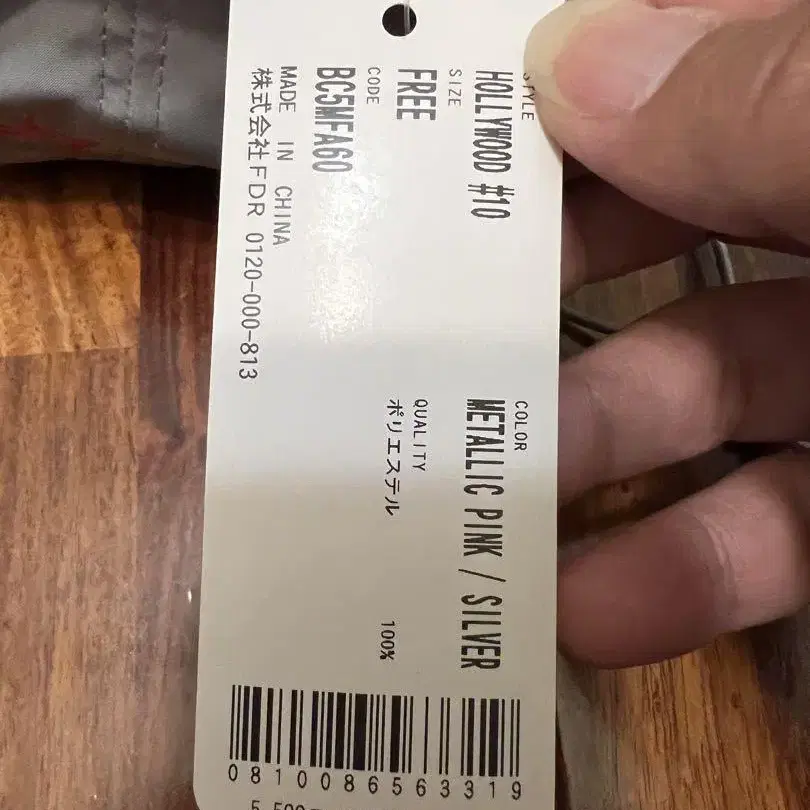 STYLE
HOLLYWOOD #10
SIZE
FREE
CODE
BC5MFA60
MADE IN CHINA
株式会社FDR 0120-000-813
COLOR
METALLIC PINK / SILVER
QUALITY
ポリエステル 100%
0810086563319